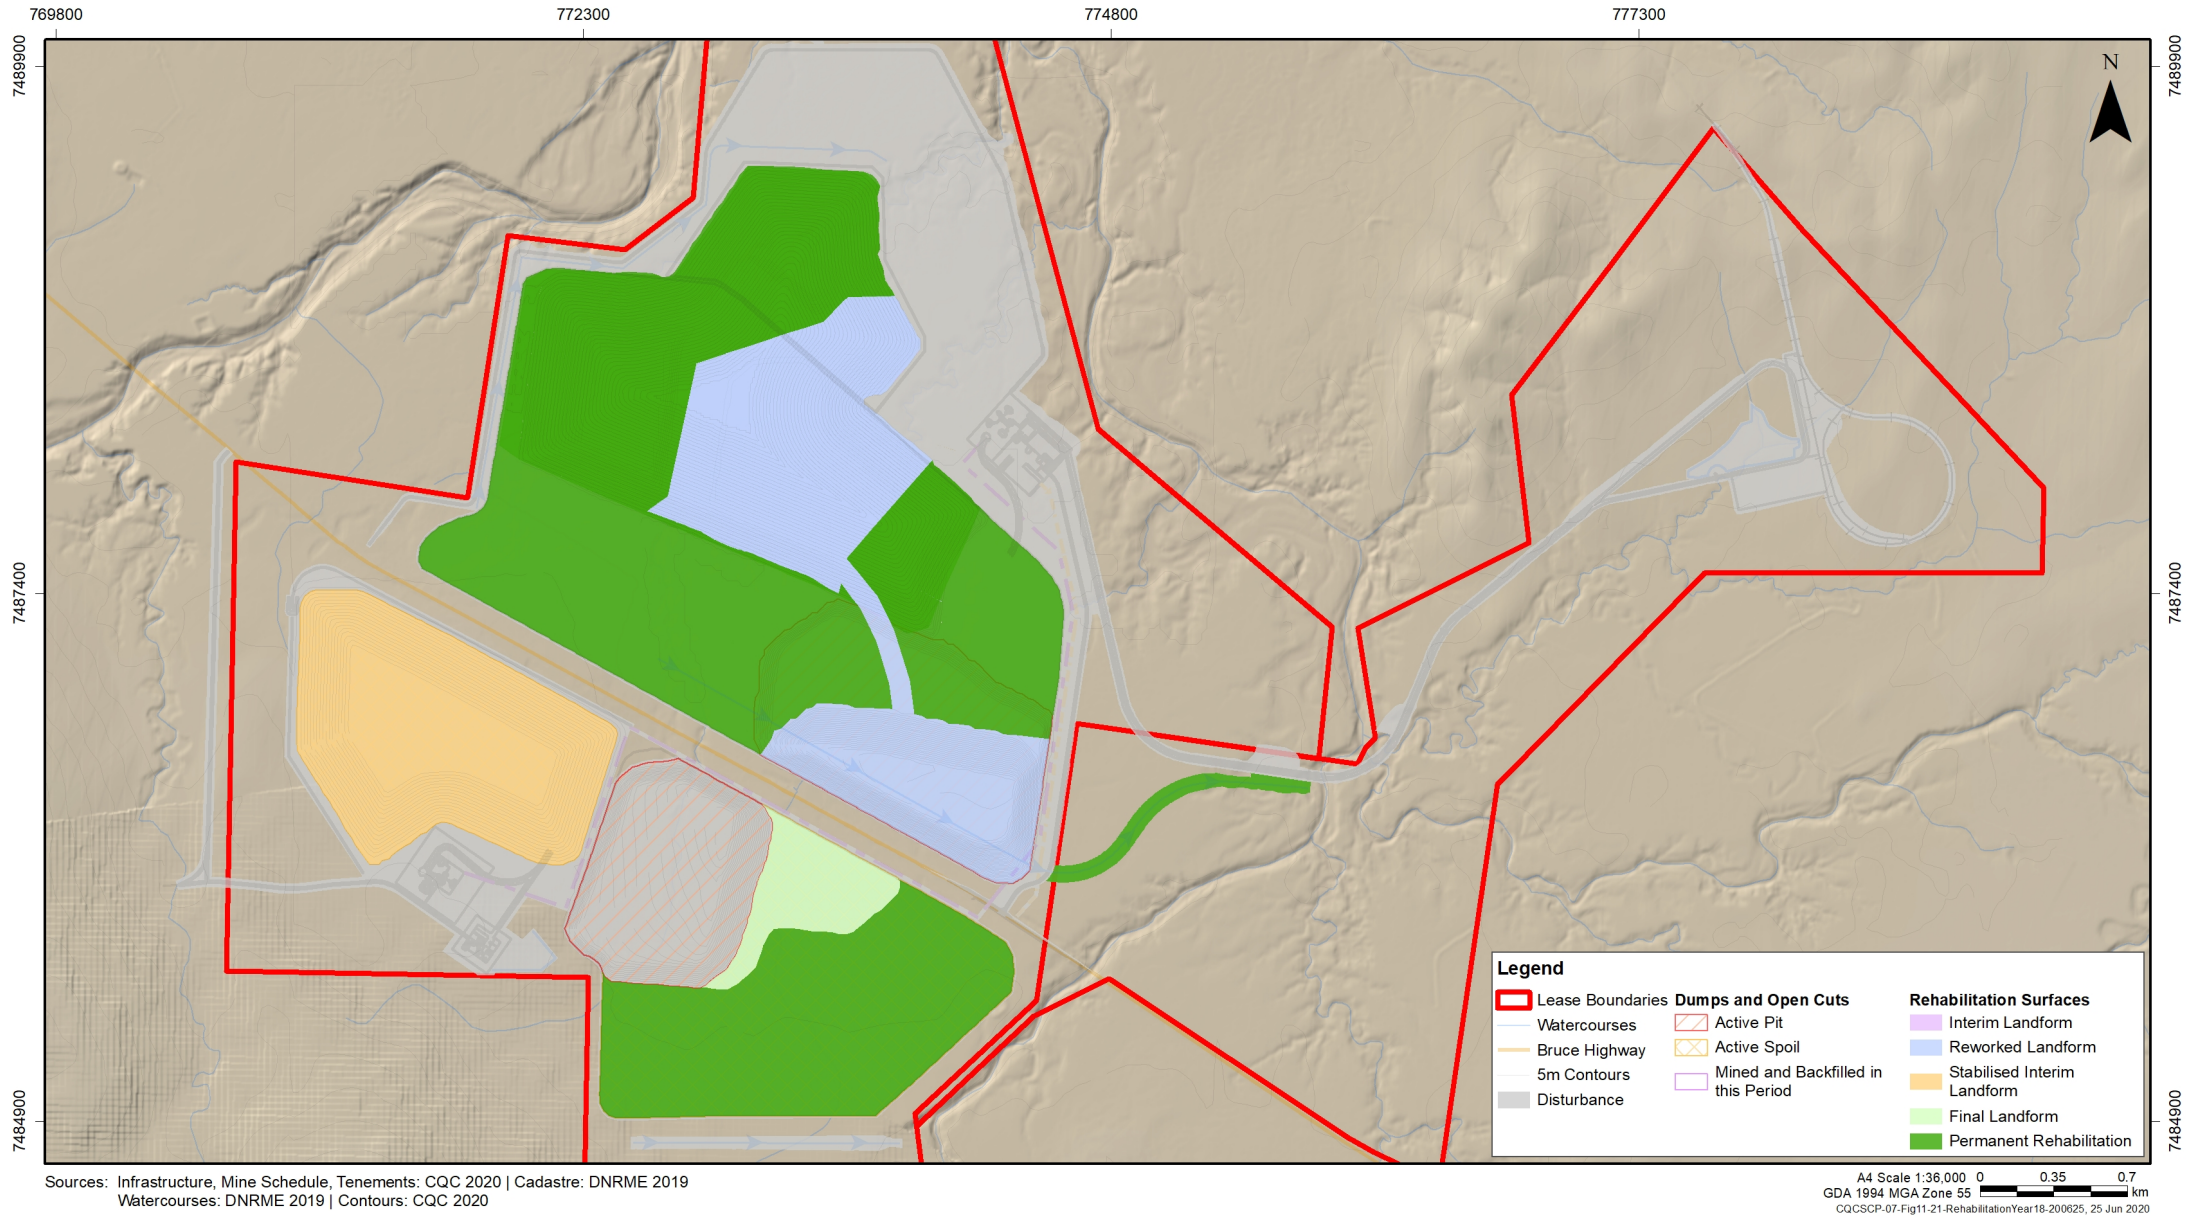 769800
772300
774800
777300
7489900
7489900
N
7487400
7487400
7484900
7484900
Legend
Lease Boundaries
Watercourses
Bruce Highway
5m Contours
Disturbance
Dumps and Open Cuts
Active Pit
Active Spoil
Mined and Backfilled in
this Period
Rehabilitation Surfaces
Interim Landform
Reworked Landform
Stabilised Interim
Landform
Final Landform
Permanent Rehabilitation
Sources: Infrastructure, Mine Schedule, Tenements: CQC 2020 | Cadastre: DNRME 2019
Watercourses: DNRME 2019 | Contours: CQC 2020
A4 Scale 1:36,000 0 0.35 0.7
GDA 1994 MGA Zone 55 km
CQCSCP-07-Fig11-21-RehabilitationYear18-200625, 25 Jun 2020